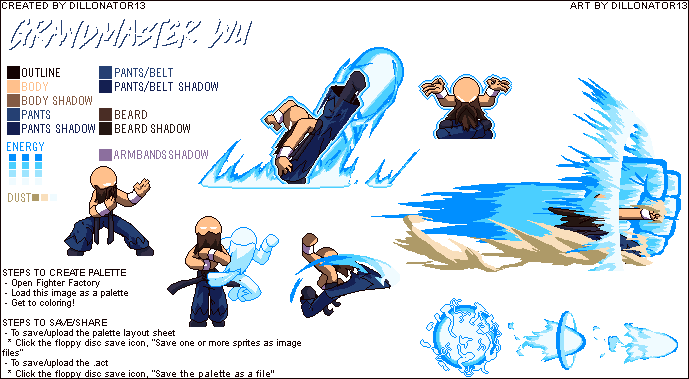 CREATED BY DILLONATOR13
ART BY DILLONATOR13
GRANDMASTER WU
OUTLINE
BODY
BODY SHADOW
PANTS
PANTS SHADOW
PANTS/BELT
PANTS/BELT SHADOW
BEARD
BEARD SHADOW
ENERGY
ARMBANDS SHADOW
DUST
STEPS TO CREATE PALETTE
- Open Fighter Factory
- Load this image as a palette
- Get to coloring!
STEPS TO SAVE/SHARE
- To save/upload the palette layout sheet
* Click the floppy disc save icon, "Save one or more sprites as image
files"
- To save/upload the .act
* Click the floppy disc save icon, "Save the palette as a file"